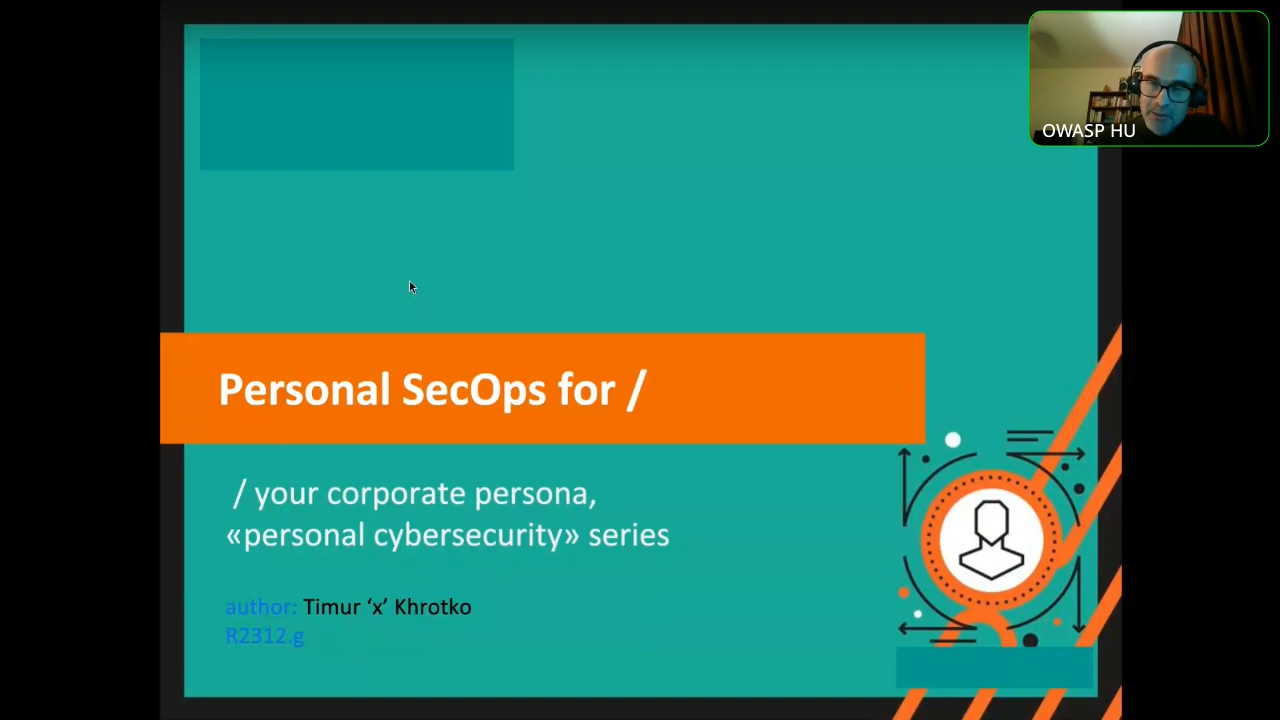 OWASP HU
Personal SecOps for /
/ your corporate persona,
«personal cybersecurity» series
author: Timur ‘x’ Khrotko
R2312.g